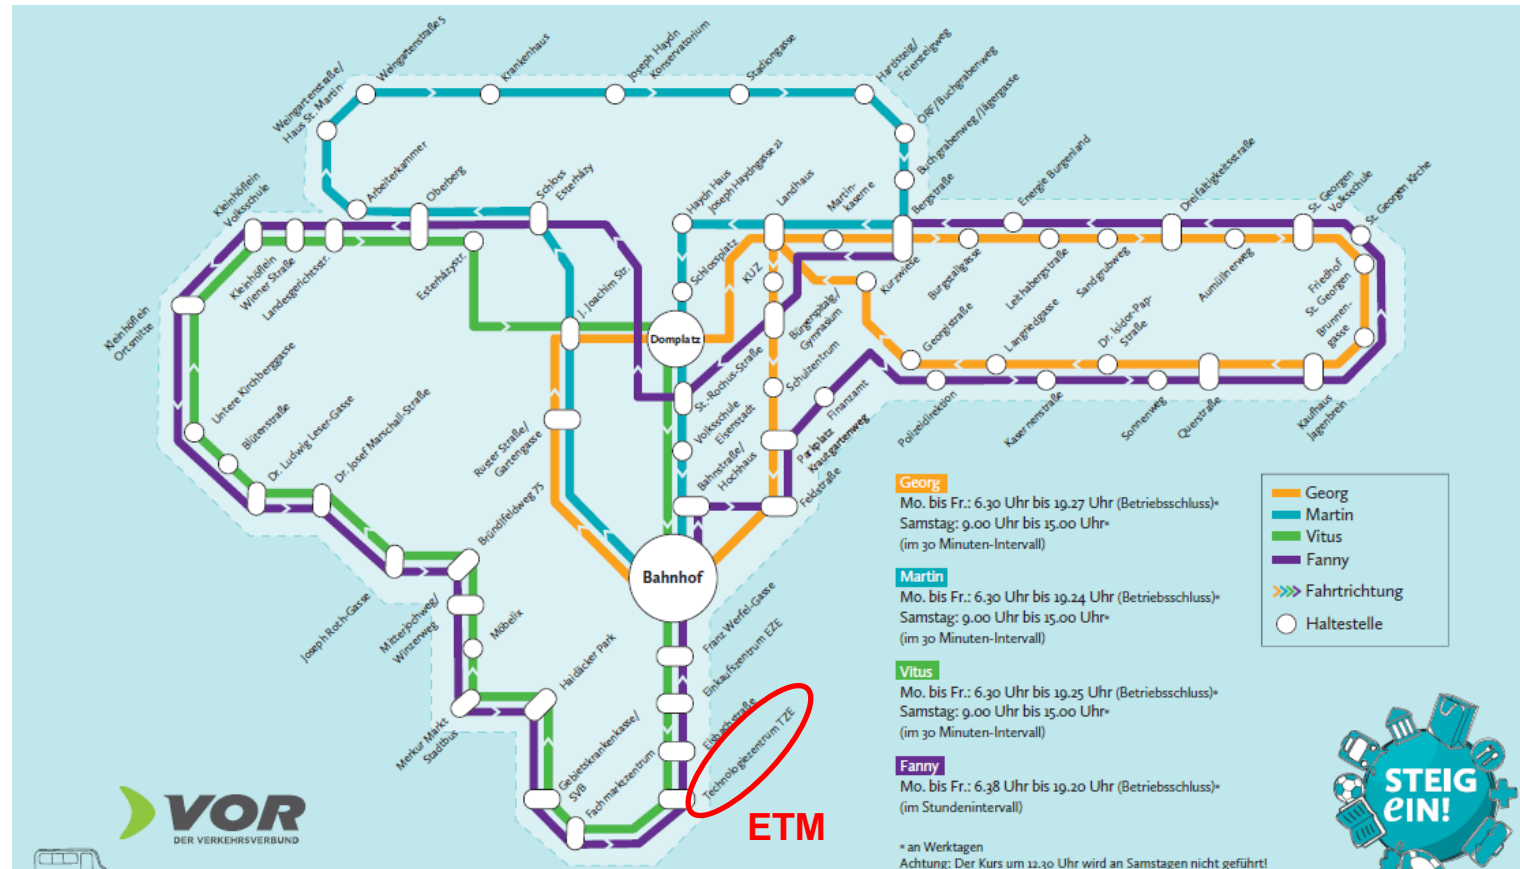 Weingartenstraße/
Haus St. Martin
Weingartenstraße 5
Krankenhaus
Joseph Haydn
Konservatorium
Stadiongasse
Hartlsteig/
Feiersteigweg
ORF/Buchgrabenweg
Buchgrabenweg/Jägergasse
Bergstraße
Arbeiterkammer
Oberberg
Schloss
Esterházy
Haydn Haus
Joseph Haydngasse 21
Landhaus
Martin-
kaserne
Energie Burgenland
Dreifaltigkeitsstraße
St. Georgen
Volksschule
St. Georgen Kirche
Kleinhöflein
Volksschule
Kleinhöflein
Wiener Straße
Landesgerichtsstr.
Esterházystr.
J. Joachim Str.
Schlossplatz
KUZ
Kurzwiese
Burgstallgasse
Leithabergstraße
Sandgrubweg
Aumüllnerweg
Friedhof
St. Georgen
Brunnen-
gasse
Kleinhöflein
Ortsmitte
Domplatz
Bürgerspitalg/
Gymnasium
Georgistraße
Langriedgasse
Dr. Isidor-Pap-
Straße
Untere Kirchberggasse
Blütenstraße
Dr. Ludwig Leser-Gasse
Dr. Josef Marschall-Straße
Ruster Straße/
Gartengasse
St.-Rochus-Straße
Volksschule
Eisenstadt
Schulzentrum
Finanzamt
Polizeidirektion
Kasernenstraße
Sonnenweg
Querstraße
Kaufhaus
Jagenbrein
Bahnstraße/
Hochhaus
Parkplatz
Krautgartenweg
Feldstraße
Bründlfeldweg 75
Bahnhof
Joseph Roth-Gasse
Mitterjochweg/
Winzerweg
Möbelix
Haidäcker Park
Merkur Markt
Stadtbus
Gebietskrankenkasse/
SVB
Fachmarktzentrum
Franz Werfel-Gasse
Einkaufszentrum EZE
Eisbachstraße
Technologiezentrum TZE
ETM
Georg
Mo. bis Fr.: 6.30 Uhr bis 19.27 Uhr (Betriebsschluss)*
Samstag: 9.00 Uhr bis 15.00 Uhr*
(im 30 Minuten-Intervall)
Martin
Mo. bis Fr.: 6.30 Uhr bis 19.24 Uhr (Betriebsschluss)*
Samstag: 9.00 Uhr bis 15.00 Uhr*
(im 30 Minuten-Intervall)
Vitus
Mo. bis Fr.: 6.30 Uhr bis 19.25 Uhr (Betriebsschluss)*
Samstag: 9.00 Uhr bis 15.00 Uhr*
(im 30 Minuten-Intervall)
Fanny
Mo. bis Fr.: 6.38 Uhr bis 19.20 Uhr (Betriebsschluss)*
(im Stundenintervall)
* an Werktagen
Achtung: Der Kurs um 12.30 Uhr wird an Samstagen nicht geführt!
Georg
Martin
Vitus
Fanny
Fahrtrichtung
Haltestelle
VOR
DER VERKEHRSVERBUND
STEIG
eIN!